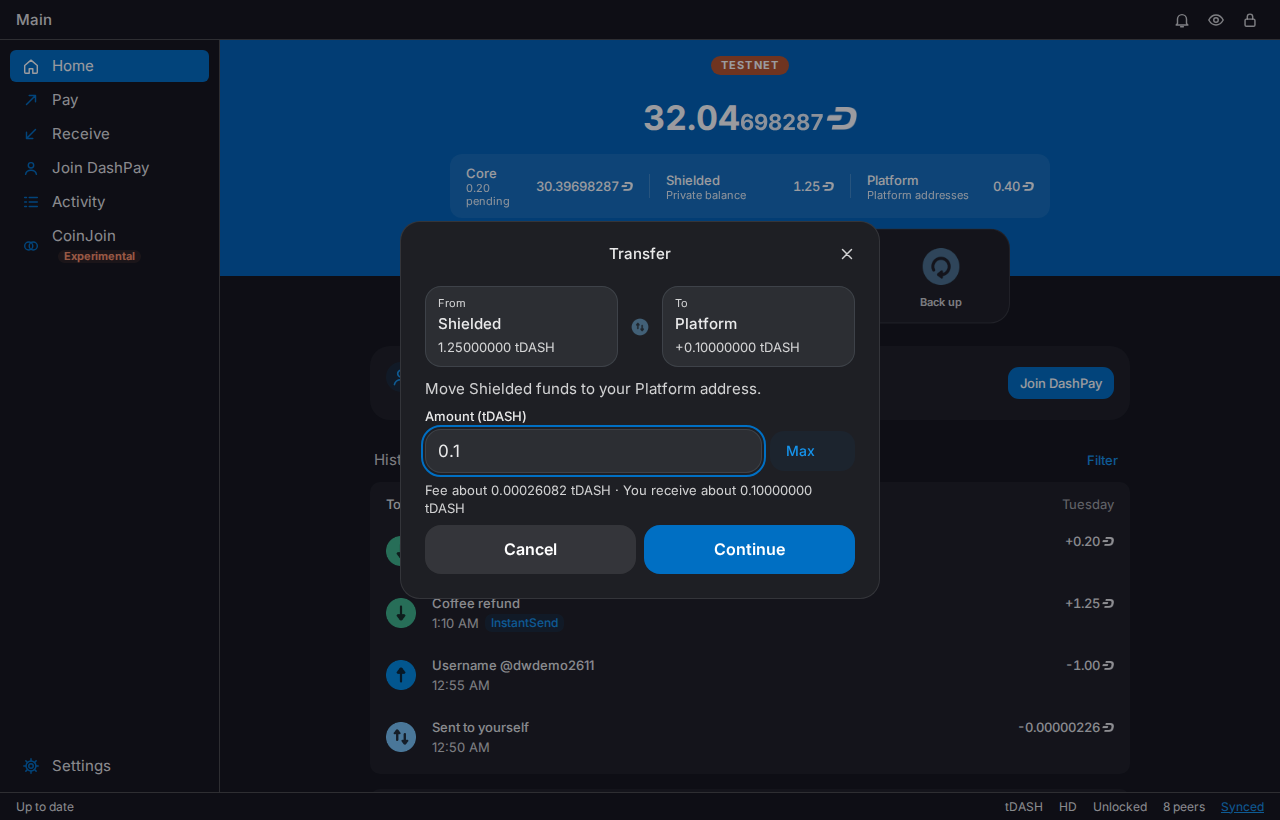 Main
Home
Pay
Receive
Join DashPay
Activity
CoinJoin
Experimental
Settings
TESTNET
32.04698287
Core
0.20
pending
30.39698287
Shielded
Private balance
1.25
Platform
Platform addresses
0.40
Back up
Join DashPay
Transfer
From
Shielded
1.25000000 tDASH
To
Platform
+0.10000000 tDASH
Move Shielded funds to your Platform address.
Amount (tDASH)
0.1
Max
Fee about 0.00026082 tDASH · You receive about 0.10000000
tDASH
Cancel
Continue
Filter
Tuesday
+0.20
Coffee refund
1:10 AM InstantSend
+1.25
Username @dwdemo2611
12:55 AM
-1.00
Sent to yourself
12:50 AM
-0.00000226
Up to date
tDASH HD Unlocked 8 peers Synced